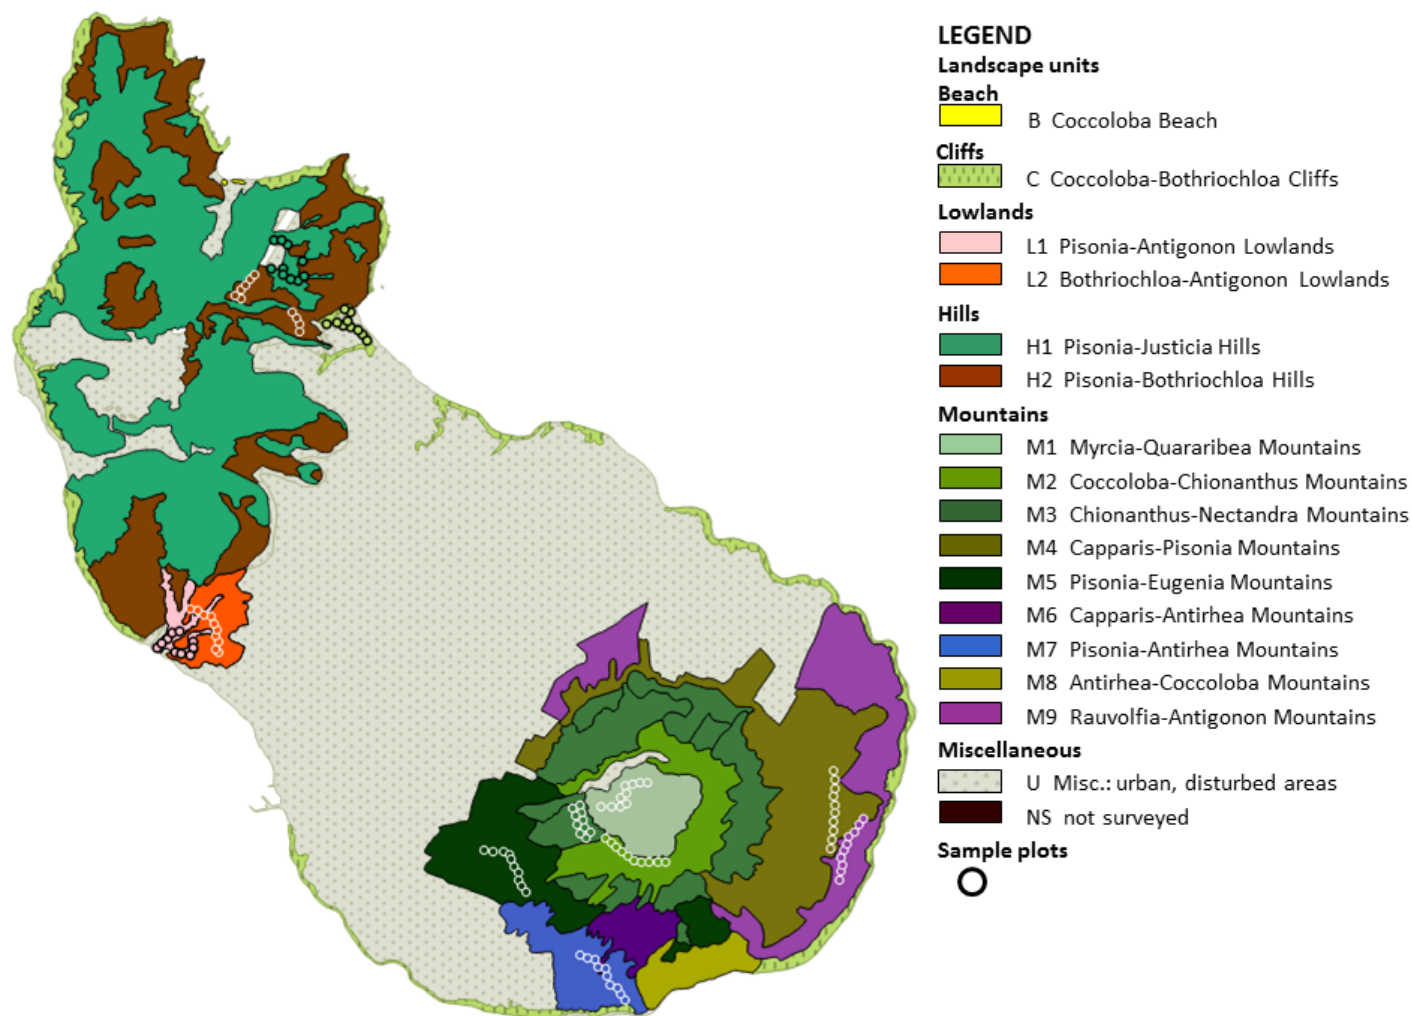 LEGEND
Landscape units
Beach
B Coccoloba Beach
Cliffs
C Coccoloba-Bothriochloa Cliffs
Lowlands
L1 Pisonia-Antigonon Lowlands
L2 Bothriochloa-Antigonon Lowlands
Hills
H1 Pisonia-Justicia Hills
H2 Pisonia-Bothriochloa Hills
Mountains
M1 Myrcia-Quararibea Mountains
M2 Coccoloba-Chionanthus Mountains
M3 Chionanthus-Nectandra Mountains
M4 Capparis-Pisonia Mountains
M5 Pisonia-Eugenia Mountains
M6 Capparis-Antirhea Mountains
M7 Pisonia-Antirhea Mountains
M8 Antirhea-Coccoloba Mountains
M9 Rauvolfia-Antigonon Mountains
Miscellaneous
U Misc.: urban, disturbed areas
NS not surveyed
Sample plots